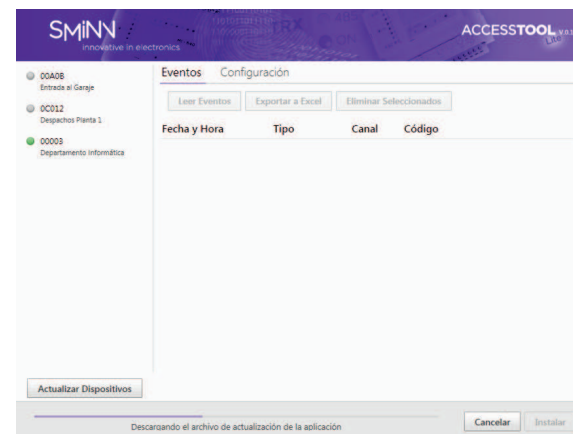 SMiNN
innovative in electronics
TRX
ACCESSTOOL
Lite
00A0B
Entrada al Garaje
0C012
Despachos Planta 1
00003
Departamento Informática
Eventos Configuración
Leer Eventos Exportar a Excel Eliminar Seleccionados
Fecha y Hora Tipo Canal Código
Actualizar Dispositivos
Descargando el archivo de actualización de la aplicación
Cancelar Instalar